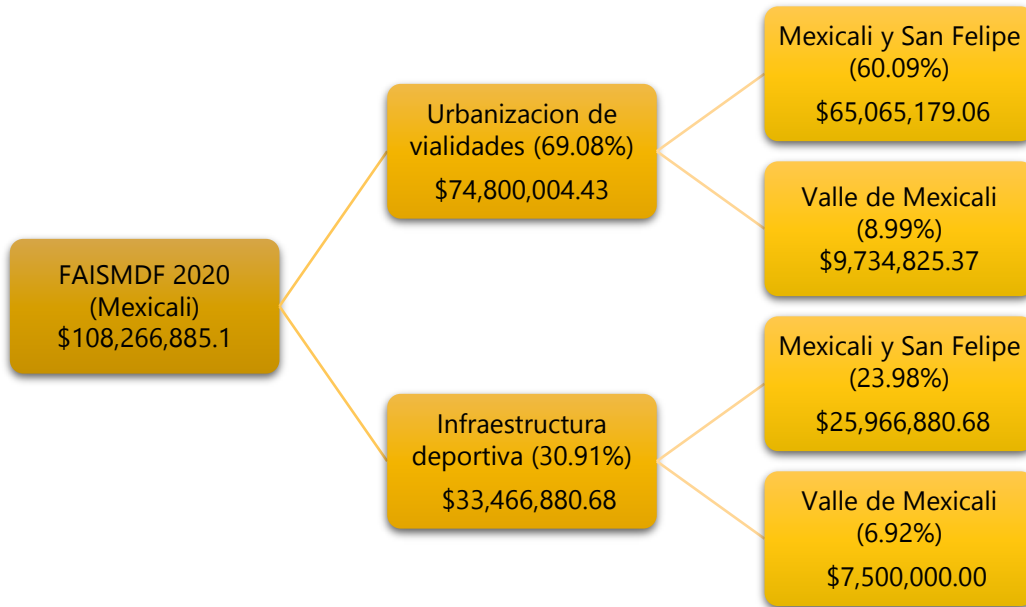 FAISMDF 2020
(Mexicali)
$108,266,885.1
Urbanizacion de
vialidades (69.08%)
$74,800,004.43
Mexicali y San Felipe
(60.09%)
$65,065,179.06
Valle de Mexicali
(8.99%)
$9,734,825.37
Infraestructura
deportiva (30.91%)
$33,466,880.68
Mexicali y San Felipe
(23.98%)
$25,966,880.68
Valle de Mexicali
(6.92%)
$7,500,000.00